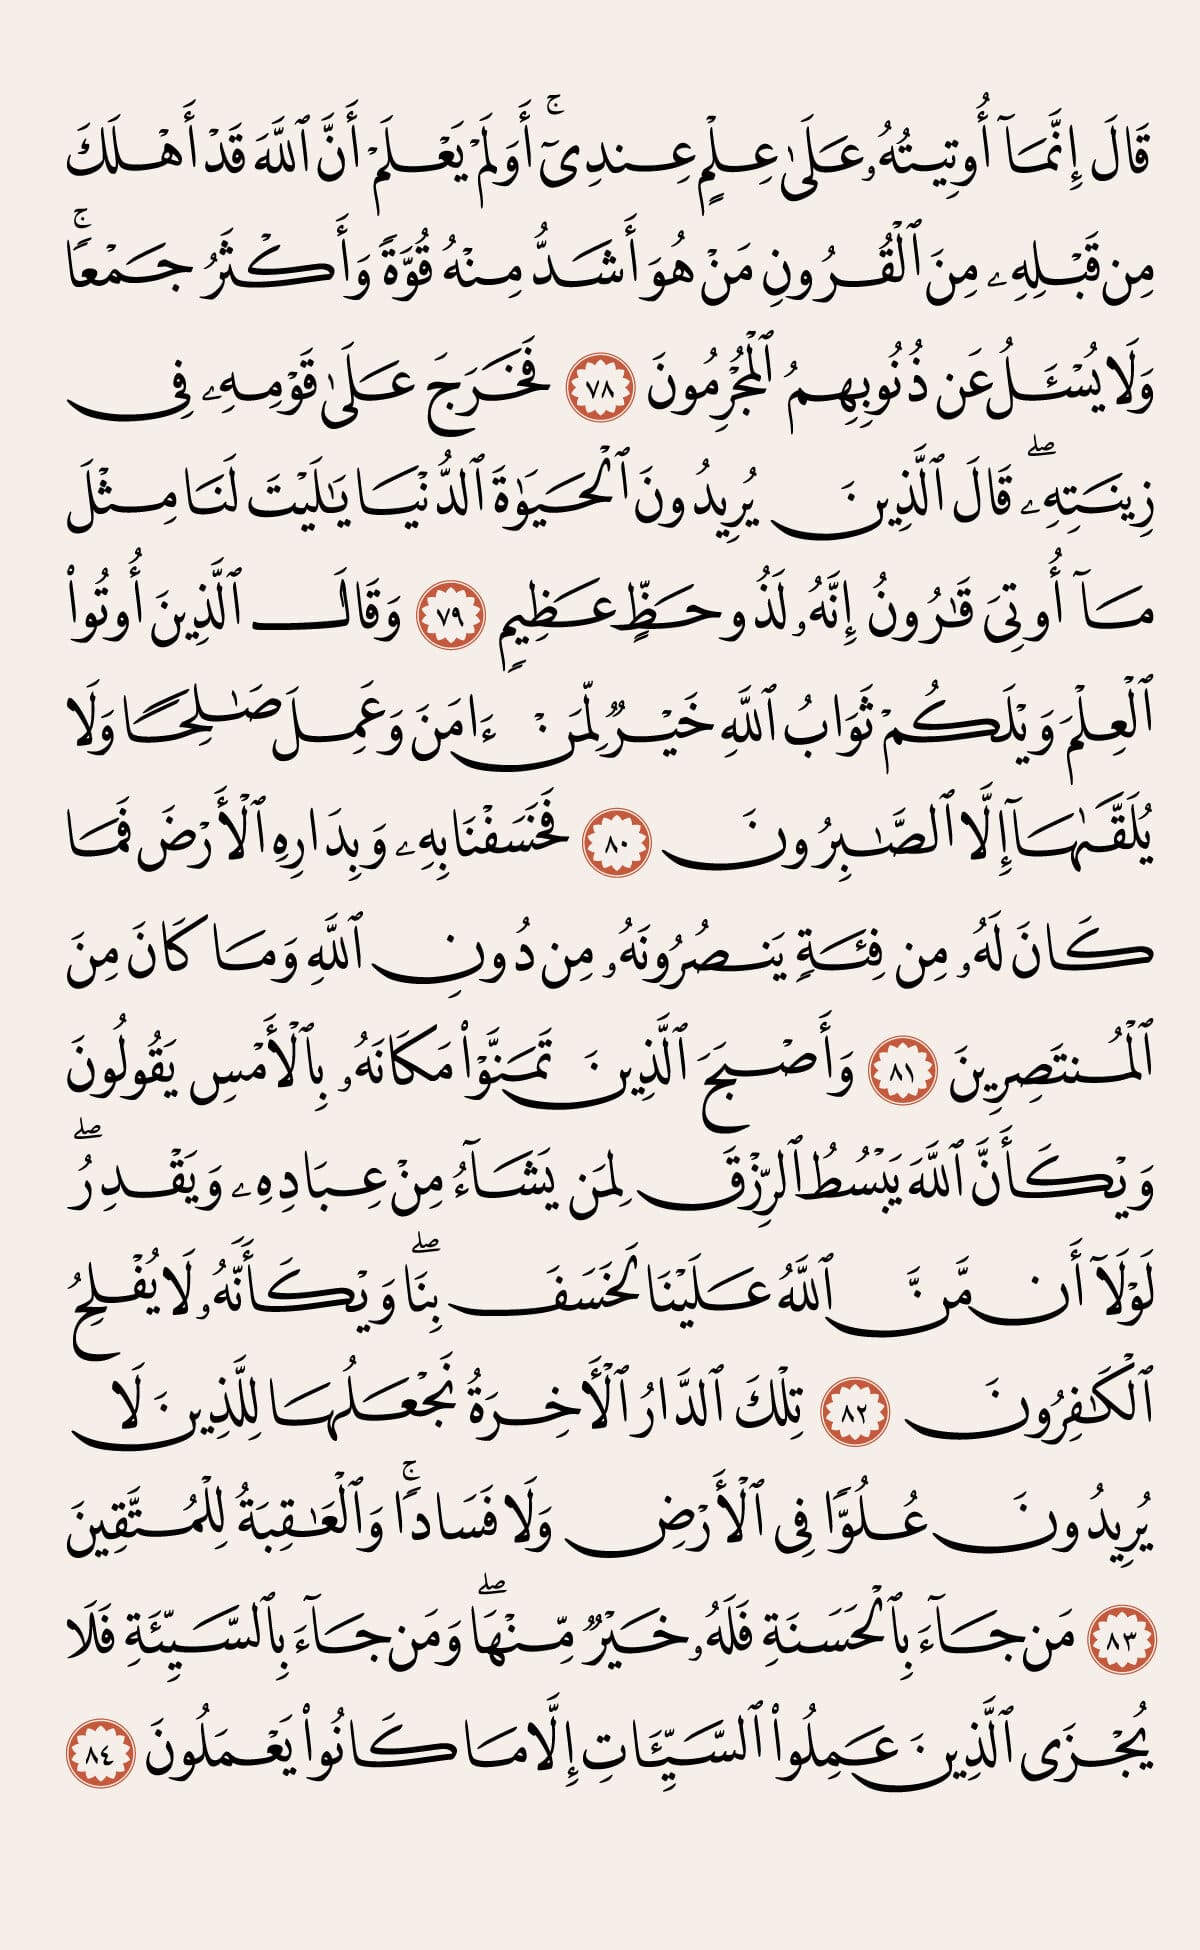 قَالَ إِنَّمَآ أُوتِيتُهُۥ عَلَىٰ عِلْمٍ عِندِىٓ ۚ أَوَلَمْ يَعْلَمْ أَنَّ ٱللَّهَ قَدْ أَهْلَكَ
مِن قَبْلِهِۦ مِنَ ٱلْقُرُونِ مَنْ هُوَ أَشَدُّ مِنْهُ قُوَّةً وَأَكْثَرُ جَمْعًا ۚ
وَلَا يُسْـَٔلُ عَن ذُنُوبِهِمُ ٱلْمُجْرِمُونَ ٧٨ فَخَرَجَ عَلَىٰ قَوْمِهِۦ فِى
زِينَتِهِۦ ۖ قَالَ ٱلَّذِينَ يُرِيدُونَ ٱلْحَيَوٰةَ ٱلدُّنْيَا يَـٰلَيْتَ لَنَا مِثْلَ
مَآ أُوتِىَ قَـٰرُونُ إِنَّهُۥ لَذُو حَظٍّ عَظِيمٍ ٧٩ وَقَالَ ٱلَّذِينَ أُوتُوا۟
ٱلْعِلْمَ وَيْلَكُمْ ثَوَابُ ٱللَّهِ خَيْرٌ لِّمَنْ ءَامَنَ وَعَمِلَ صَـٰلِحًا وَلَا
يُلَقَّىٰهَآ إِلَّا ٱلصَّـٰبِرُونَ ٨٠ فَخَسَفْنَا بِهِۦ وَبِدَارِهِ ٱلْأَرْضَ فَمَا
كَانَ لَهُۥ مِن فِئَةٍ يَنصُرُونَهُۥ مِن دُونِ ٱللَّهِ وَمَا كَانَ مِنَ
ٱلْمُنتَصِرِينَ ٨١ وَأَصْبَحَ ٱلَّذِينَ تَمَنَّوْا۟ مَكَانَهُۥ بِٱلْأَمْسِ يَقُولُونَ
وَيْكَأَنَّ ٱللَّهَ يَبْسُطُ ٱلرِّزْقَ لِمَن يَشَآءُ مِنْ عِبَادِهِۦ وَيَقْدِرُ ۖ
لَوْلَآ أَن مَّنَّ ٱللَّهُ عَلَيْنَا لَخَسَفَ بِنَا ۖ وَيْكَأَنَّهُۥ لَا يُفْلِحُ
ٱلْكَـٰفِرُونَ ٨٢ تِلْكَ ٱلدَّارُ ٱلْأَخِرَةُ نَجْعَلُهَا لِلَّذِينَ لَا
يُرِيدُونَ عُلُوًّا فِى ٱلْأَرْضِ وَلَا فَسَادًا ۚ وَٱلْعَـٰقِبَةُ لِلْمُتَّقِينَ
٨٣ مَن جَآءَ بِٱلْحَسَنَةِ فَلَهُۥ خَيْرٌ مِّنْهَا ۖ وَمَن جَآءَ بِٱلسَّيِّئَةِ فَلَا
يُجْزَى ٱلَّذِينَ عَمِلُوا۟ ٱلسَّيِّـَٔاتِ إِلَّا مَا كَانُوا۟ يَعْمَلُونَ ٨٤